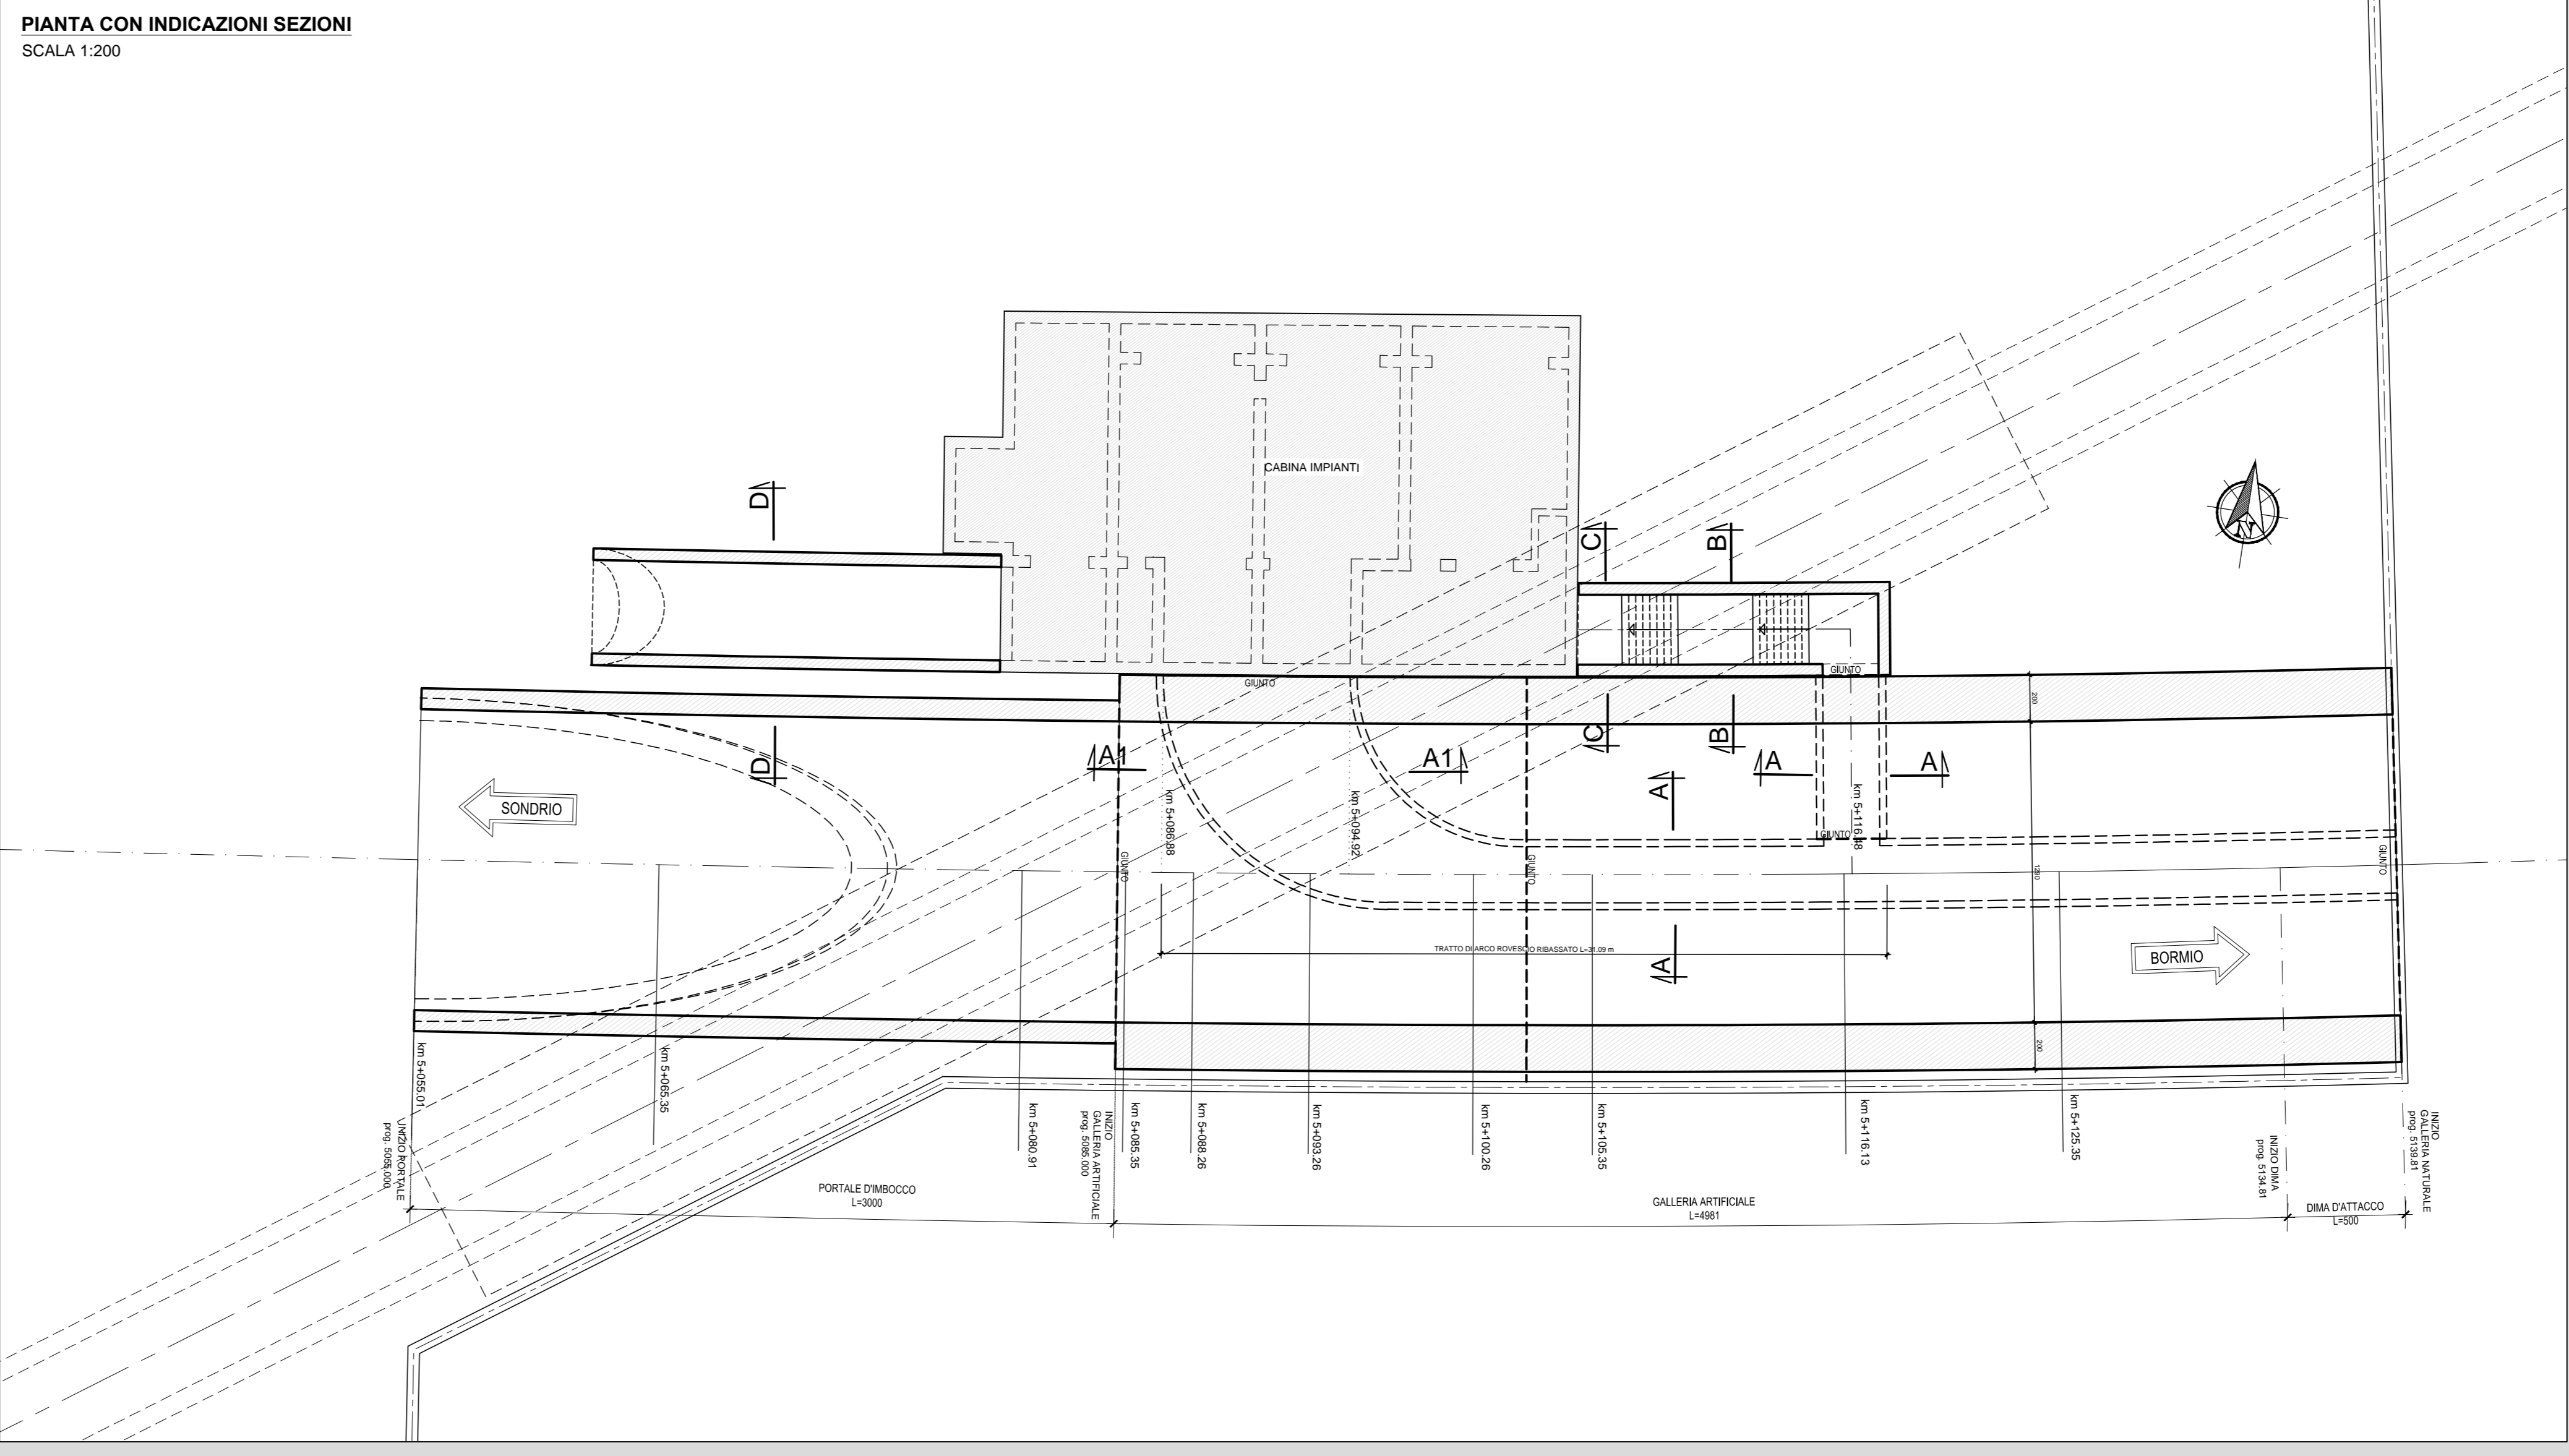 PIANTA CON INDICAZIONI SEZIONI
SCALA 1:200
CABINA IMPIANTI
D
C
B
N
GIUNTO
GIUNTO
200
D
A1
A1
C
B
A
A
A
SONDRIO
km 5+086.88
km 5+094.92
km 5+116.48
GIUNTO
GIUNTO
GIUNTO
GIUNTO
1290
TRATTO DI ARCO ROVESCIO RIBASSATO L=31.09 m
A
BORMIO
200
km 5+055.01
km 5+065.35
km 5+080.91
km 5+085.35
km 5+088.26
km 5+093.26
km 5+100.26
km 5+105.35
km 5+116.13
km 5+125.35
INIZIO PORTALE
prog. 5055.000
INIZIO
GALLERIA ARTIFICIALE
prog. 5085.000
INIZIO DIMA
prog. 5134.81
INIZIO
GALLERIA NATURALE
prog. 5139.81
PORTALE D'IMBOCCO
L=3000
GALLERIA ARTIFICIALE
L=4981
DIMA D'ATTACCO
L=500